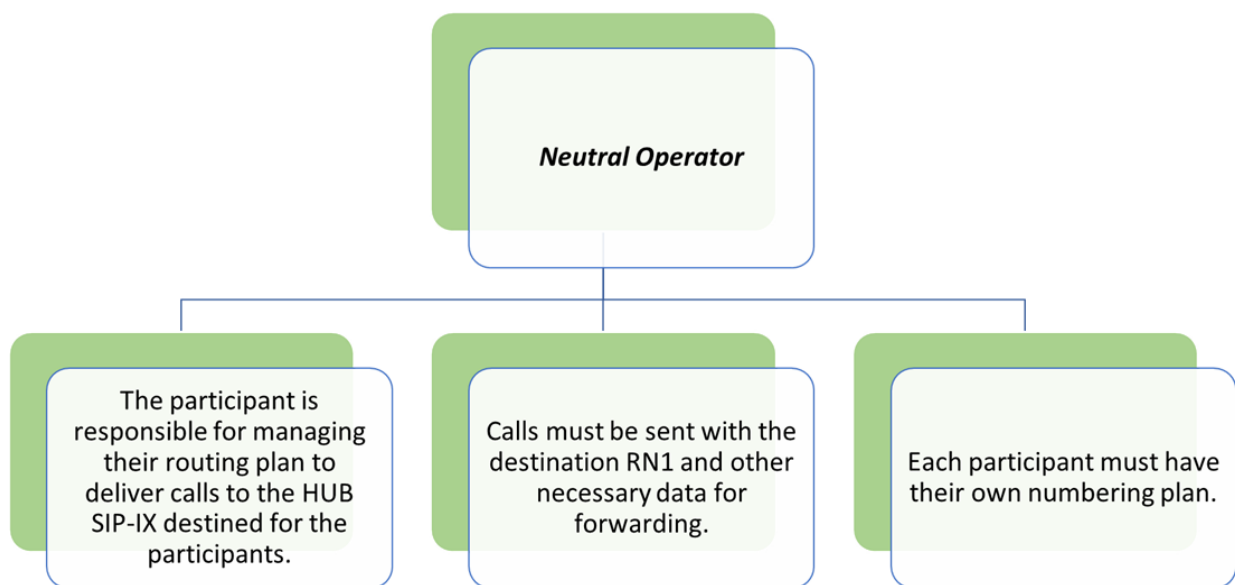 Neutral Operator
The participant is
responsible for managing
their routing plan to
deliver calls to the HUB
SIP-IX destined for the
participants.
Calls must be sent with the
destination RN1 and other
necessary data for
forwarding.
Each participant must have
their own numbering plan.